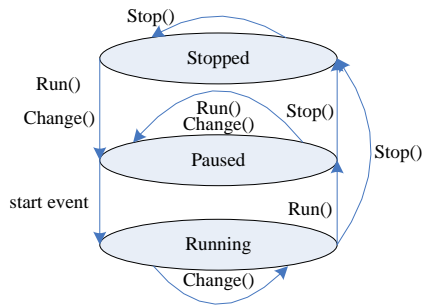 Stop()
Stopped
Run()
Change()
Run()
Change()
Stop()
Paused
Stop()
start event
Run()
Running
Change()